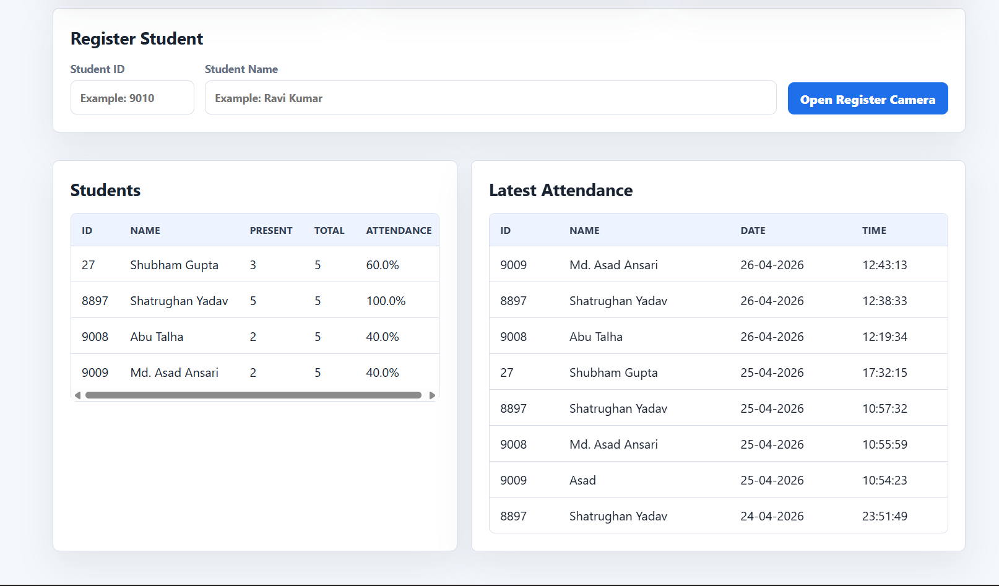 Register Student
Student ID Student Name
Example: 9010 Example: Ravi Kumar Open Register Camera
Students
ID NAME PRESENT TOTAL ATTENDANCE
27 Shubham Gupta 3 5 60.0%
8897 Shatrughan Yadav 5 5 100.0%
9008 Abu Talha 2 5 40.0%
9009 Md. Asad Ansari 2 5 40.0%
Latest Attendance
ID NAME DATE TIME
9009 Md. Asad Ansari 26-04-2026 12:43:13
8897 Shatrughan Yadav 26-04-2026 12:38:33
9008 Abu Talha 26-04-2026 12:19:34
27 Shubham Gupta 25-04-2026 17:32:15
8897 Shatrughan Yadav 25-04-2026 10:57:32
9008 Md. Asad Ansari 25-04-2026 10:55:59
9009 Asad 25-04-2026 10:54:23
8897 Shatrughan Yadav 24-04-2026 23:51:49